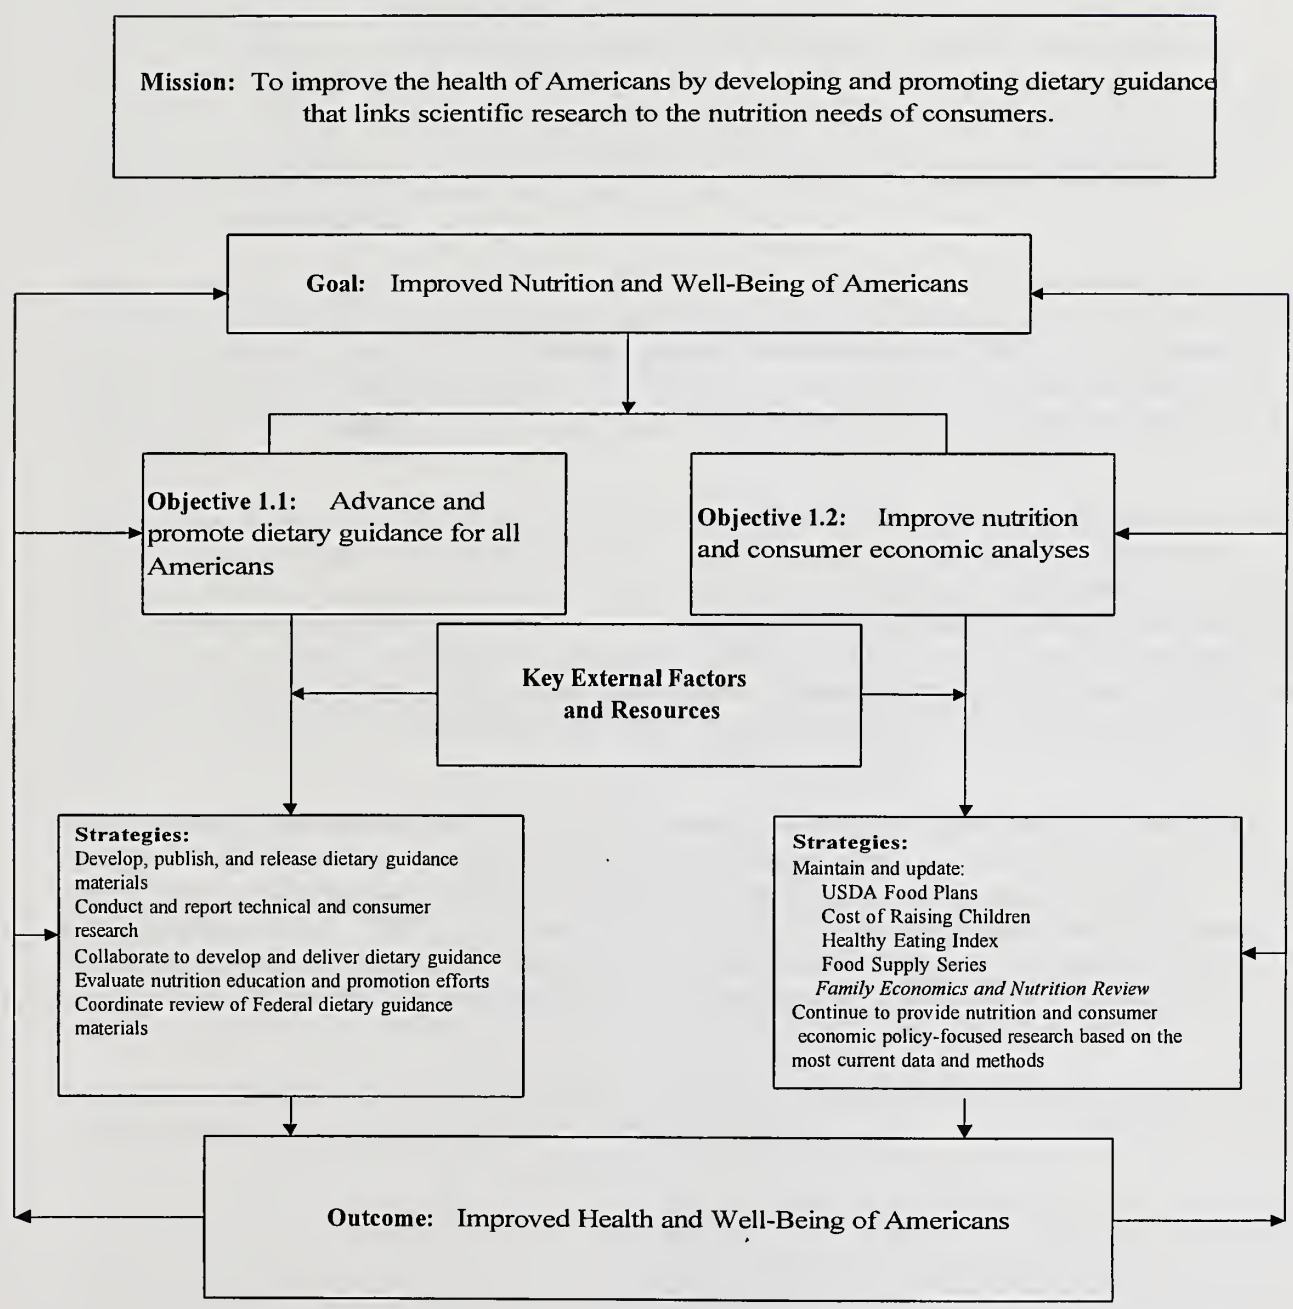 Mission: To improve the health of Americans by developing and promoting dietary guidance
that links scientific research to the nutrition needs of consumers.
Goal: Improved Nutrition and Well-Being of Americans
Objective 1.1: Advance and
promote dietary guidance for all
Americans
Objective 1.2: Improve nutrition
and consumer economic analyses
Key External Factors
and Resources
Strategies:
Develop, publish, and release dietary guidance
materials
Conduct and report technical and consumer
research
Collaborate to develop and deliver dietary guidance
Evaluate nutrition education and promotion efforts
Coordinate review of Federal dietary guidance
materials
Strategies:
Maintain and update:
USDA Food Plans
Cost of Raising Children
Healthy Eating Index
Food Supply Series
Family Economics and Nutrition Review
Continue to provide nutrition and consumer
economic policy-focused research based on the
most current data and methods
Outcome: Improved Health and Well-Being of Americans